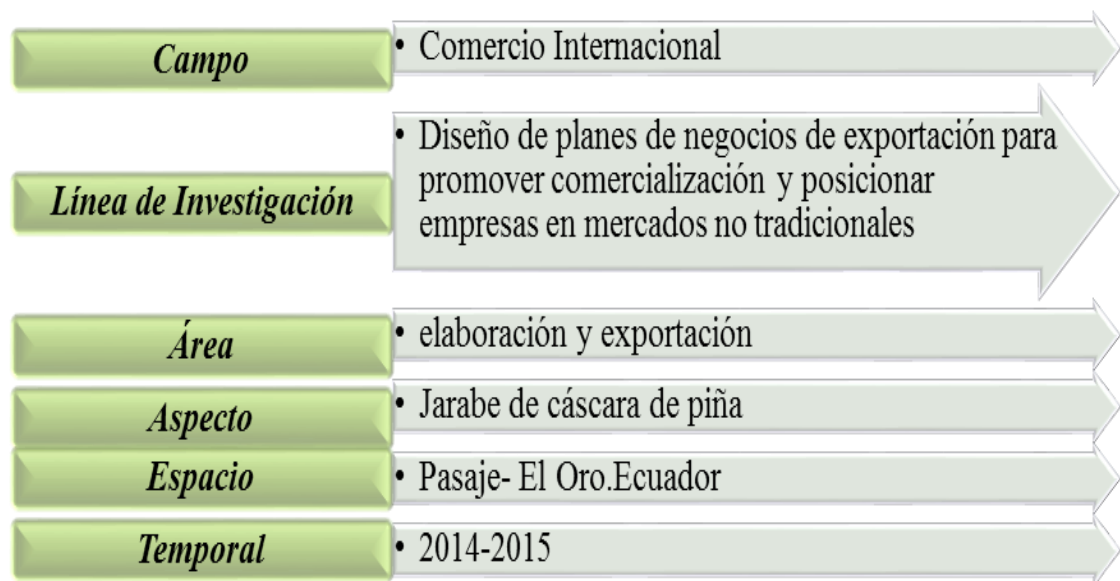 Campo
• Comercio Internacional
Línea de Investigación
• Diseño de planes de negocios de exportación para
promover comercialización y posicionar
empresas en mercados no tradicionales
Área
• elaboración y exportación
Aspecto
• Jarabe de cáscara de piña
Espacio
• Pasaje- El Oro.Ecuador
Temporal
• 2014-2015